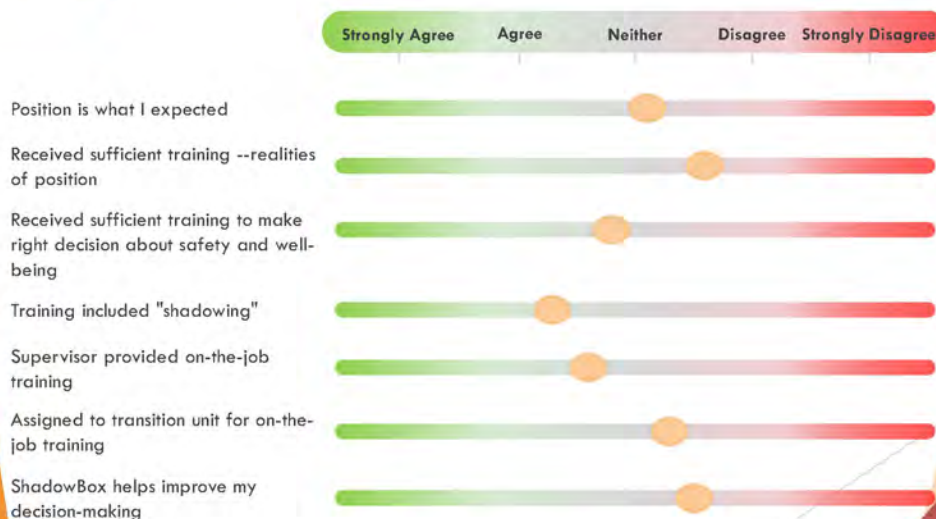 Strongly Agree Agree Neither Disagree Strongly Disagree
Position is what I expected
Received sufficient training --realities
of position
Received sufficient training to make
right decision about safety and well-
being
Training included "shadowing"
Supervisor provided on-the-job
training
Assigned to transition unit for on-the-
job training
ShadowBox helps improve my
decision-making